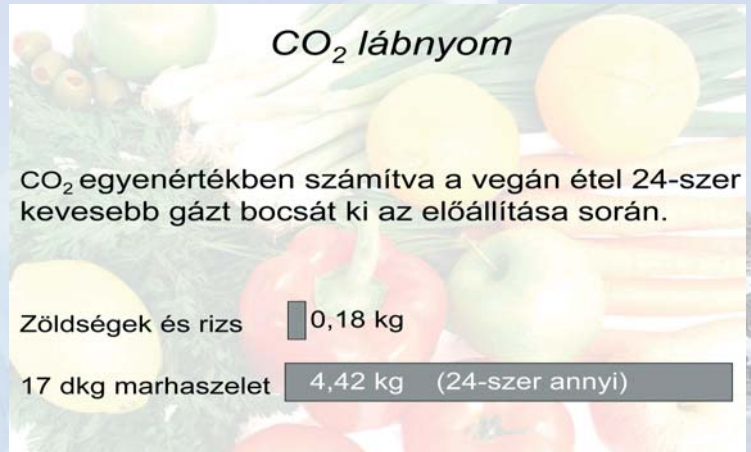 CO₂ lábnyom
CO₂ egyenértékben számítva a vegán étel 24-szer
kevesebb gázt bocsát ki az előállítása során.
Zöldségek és rizs 0,18 kg
17 dkg marhaszelet 4,42 kg (24-szer annyi)